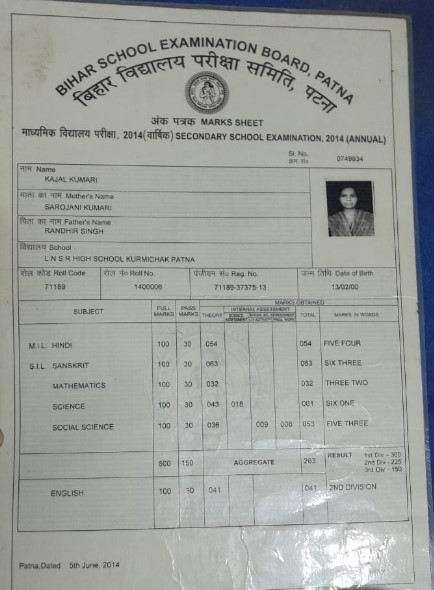 BIHAR SCHOOL EXAMINATION BOARD, PATNA
बिहार विद्यालय परीक्षा समिति, पटना
अंक पत्रक MARKS SHEET
माध्यमिक विद्यालय परीक्षा, 2014(वार्षिक) SECONDARY SCHOOL EXAMINATION, 2014 (ANNUAL)
Sl. No. 0749934
क्रम सं०
नाम Name
KAJAL KUMARI
माता का नाम Mother's Name
SAROJANI KUMARI
पिता का नाम Father's Name
RANDHIR SINGH
विद्यालय School
L N S R HIGH SCHOOL KURMICHAK PATNA
रोल कोड Roll Code रोल नं० Roll No. पंजीयन सं० Reg. No. जन्म तिथि Date of Birth
71189 1400006 71189-37375-13 13/02/00
SUBJECT FULL MARKS PASS MARKS MARKS OBTAINED
THEORY INTERNAL ASSESSMENT TOTAL MARKS IN WORDS
M.I.L. HINDI 100 30 054 054 FIVE FOUR
S.I.L. SANSKRIT 100 30 063 063 SIX THREE
MATHEMATICS 100 30 032 032 THREE TWO
SCIENCE 100 30 043 018 061 SIX ONE
SOCIAL SCIENCE 100 30 038 009 006 053 FIVE THREE
500 150 AGGREGATE 263 RESULT 1st Div - 300
2nd Div - 225
3rd Div - 150
ENGLISH 100 30 041 041 2ND DIVISION
Patna,Dated 5th June, 2014